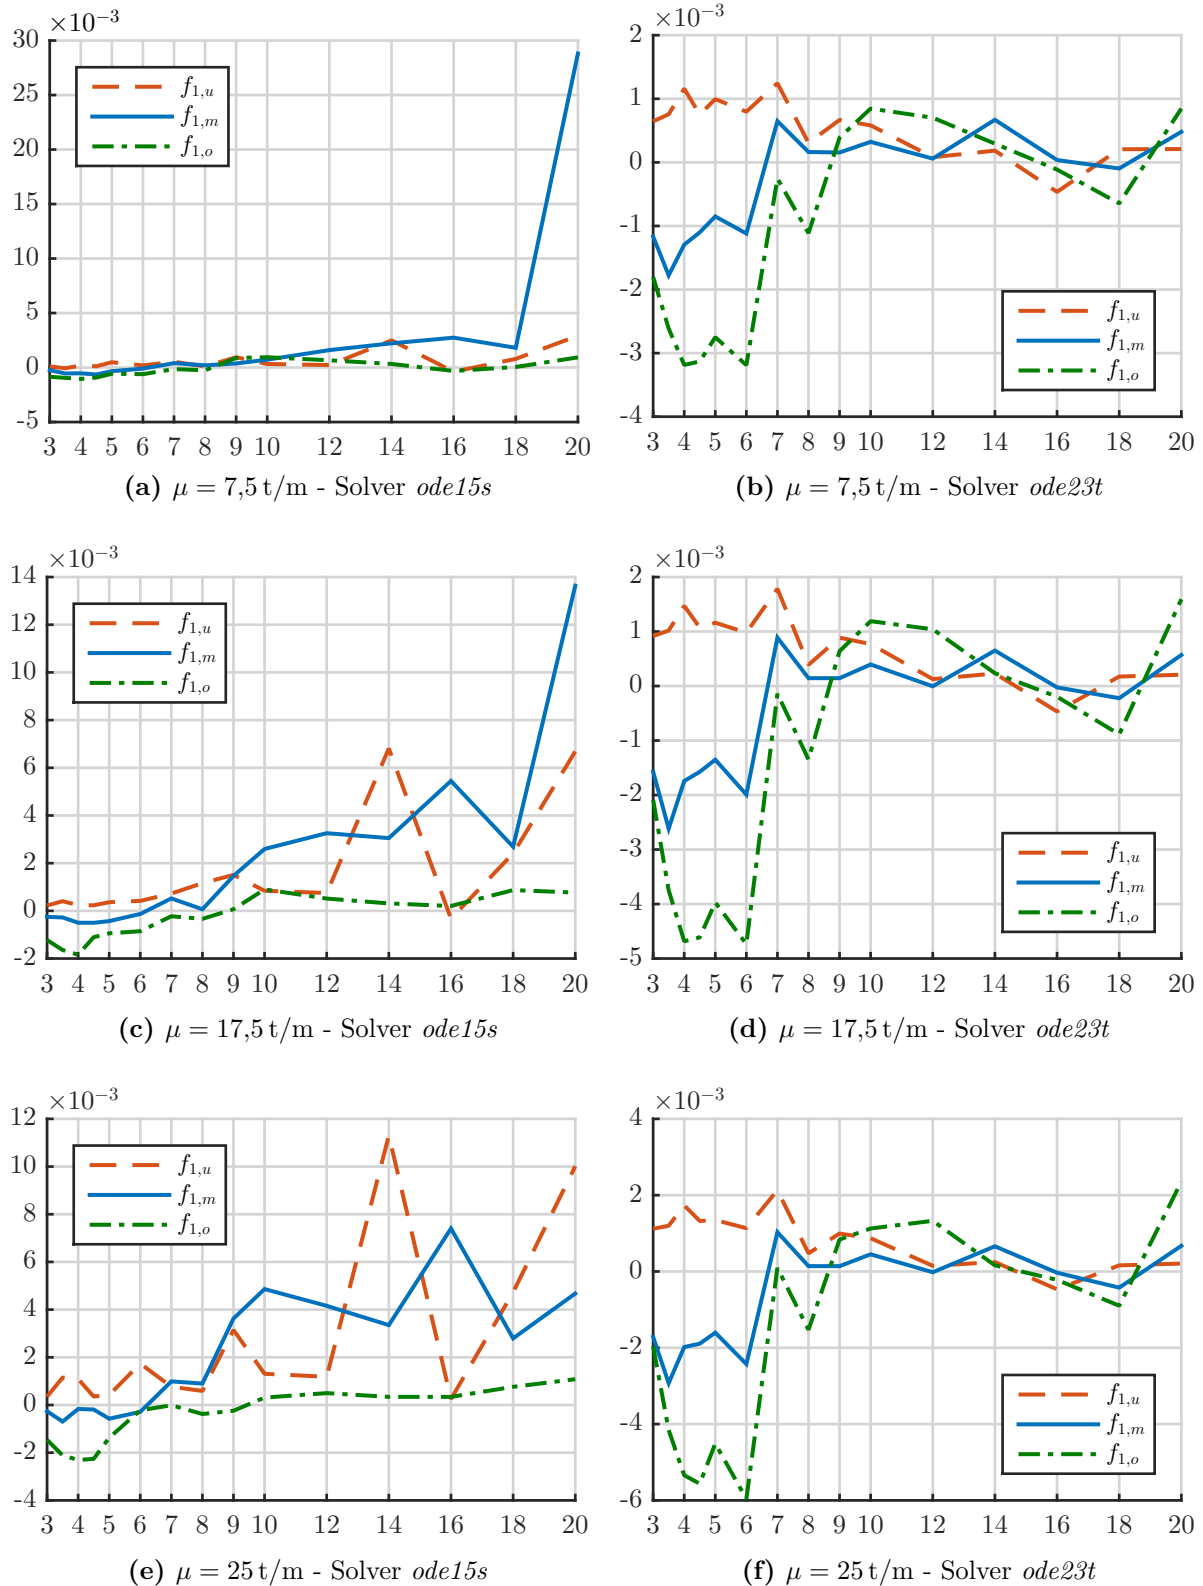 ×10⁻³
30
25
20
15
10
5
0
-5
3 4 5 6 7 8 9 10 12 14 16 18 20
f₁,ᵤ
f₁,ₘ
f₁,ₒ
(a) μ = 7,5 t/m - Solver ode15s
×10⁻³
2
1
0
-1
-2
-3
-4
3 4 5 6 7 8 9 10 12 14 16 18 20
f₁,ᵤ
f₁,ₘ
f₁,ₒ
(b) μ = 7,5 t/m - Solver ode23t
×10⁻³
14
12
10
8
6
4
2
0
-2
3 4 5 6 7 8 9 10 12 14 16 18 20
f₁,ᵤ
f₁,ₘ
f₁,ₒ
(c) μ = 17,5 t/m - Solver ode15s
×10⁻³
2
1
0
-1
-2
-3
-4
-5
3 4 5 6 7 8 9 10 12 14 16 18 20
f₁,ᵤ
f₁,ₘ
f₁,ₒ
(d) μ = 17,5 t/m - Solver ode23t
×10⁻³
12
10
8
6
4
2
0
-2
-4
3 4 5 6 7 8 9 10 12 14 16 18 20
f₁,ᵤ
f₁,ₘ
f₁,ₒ
(e) μ = 25 t/m - Solver ode15s
×10⁻³
4
2
0
-2
-4
-6
3 4 5 6 7 8 9 10 12 14 16 18 20
f₁,ᵤ
f₁,ₘ
f₁,ₒ
(f) μ = 25 t/m - Solver ode23t